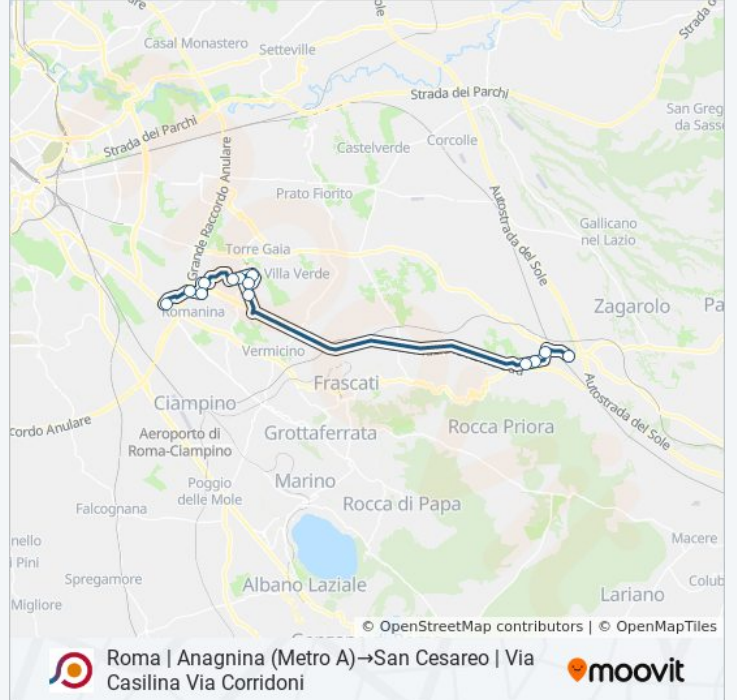 Casal Monastero
Setteville
Strada dei Parchi
San Greg
da Sass
Strada dei Parchi
Castelverde
Corcolle
Grande Raccordo Anulare
Prato Fiorito
Autostrada del Sole
Gallicano
nel Lazio
Torre Gaia
Villa Verde
Zagarolo
Pa
Romanina
Vermicino
Frascati
Ciampino
Autostrada del Sole
cordo Anulare
Aeroporto di
Roma-Ciampino
Grottaferrata
Rocca Priora
Marino
Poggio
delle Mole
Rocca di Papa
Falcognana
nello
i Pini
Macere
Spregamore
Colub
Migliore
Albano Laziale
Lariano
© OpenStreetMap contributors | © OpenMapTiles
Roma | Anagnina (Metro A)→San Cesareo | Via
Casilina Via Corridoni
moovit